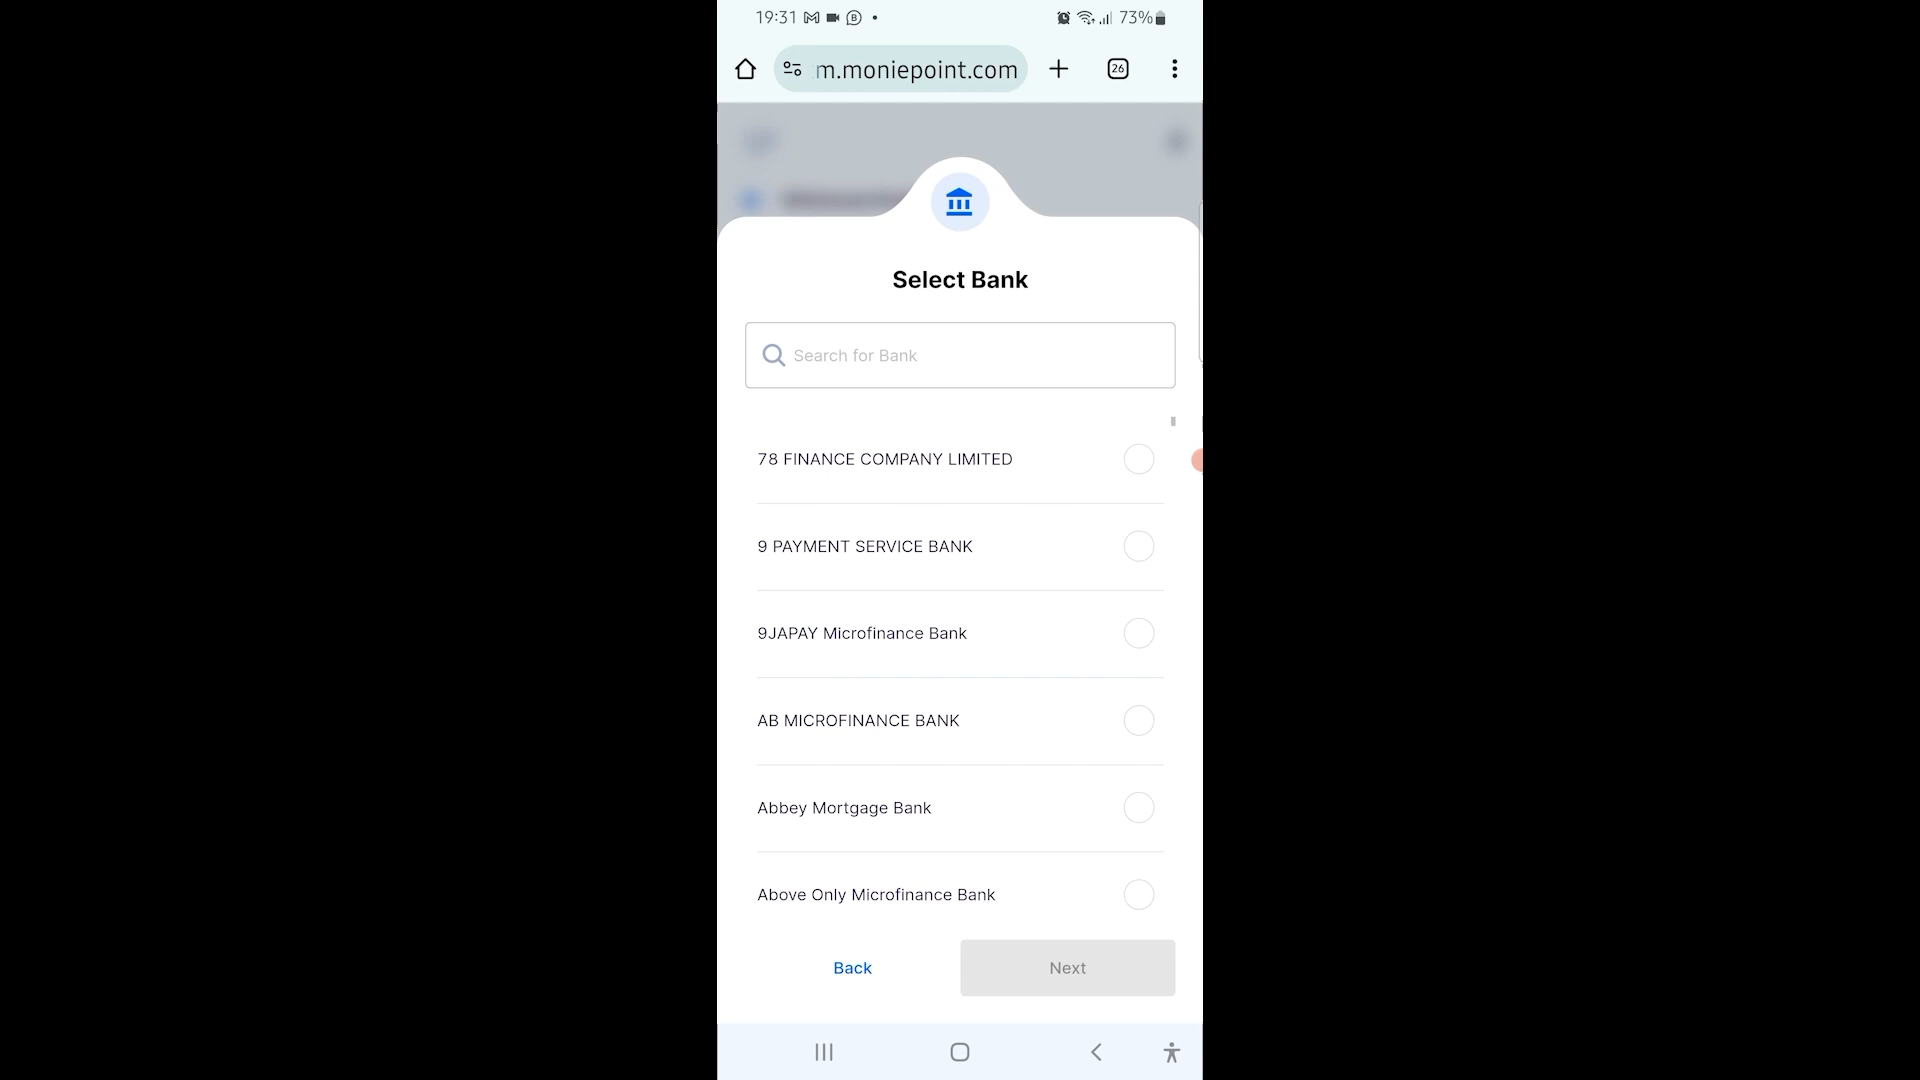 19:31 73%
m.moniepoint.com 26
Select Bank
Search for Bank
78 FINANCE COMPANY LIMITED
9 PAYMENT SERVICE BANK
9JAPAY Microfinance Bank
AB MICROFINANCE BANK
Abbey Mortgage Bank
Above Only Microfinance Bank
Back Next